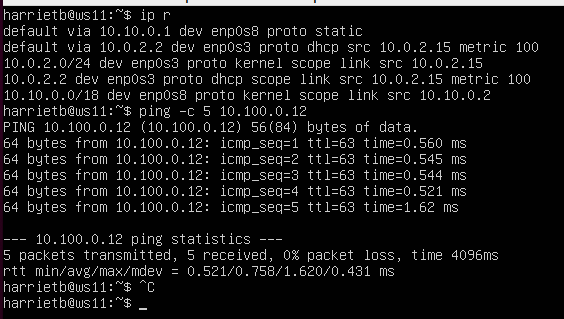 harrietb@ws11:~$ ip r
default via 10.10.0.1 dev enp0s8 proto static
default via 10.0.2.2 dev enp0s3 proto dhcp src 10.0.2.15 metric 100
10.0.2.0/24 dev enp0s3 proto kernel scope link src 10.0.2.15
10.0.2.2 dev enp0s3 proto dhcp scope link src 10.0.2.15 metric 100
10.10.0.0/18 dev enp0s8 proto kernel scope link src 10.10.0.2
harrietb@ws11:~$ ping -c 5 10.100.0.12
PING 10.100.0.12 (10.100.0.12) 56(84) bytes of data.
64 bytes from 10.100.0.12: icmp_seq=1 ttl=63 time=0.560 ms
64 bytes from 10.100.0.12: icmp_seq=2 ttl=63 time=0.545 ms
64 bytes from 10.100.0.12: icmp_seq=3 ttl=63 time=0.544 ms
64 bytes from 10.100.0.12: icmp_seq=4 ttl=63 time=0.521 ms
64 bytes from 10.100.0.12: icmp_seq=5 ttl=63 time=1.62 ms
--- 10.100.0.12 ping statistics ---
5 packets transmitted, 5 received, 0% packet loss, time 4096ms
rtt min/avg/max/mdev = 0.521/0.758/1.620/0.431 ms
harrietb@ws11:~$ ^C
harrietb@ws11:~$ _